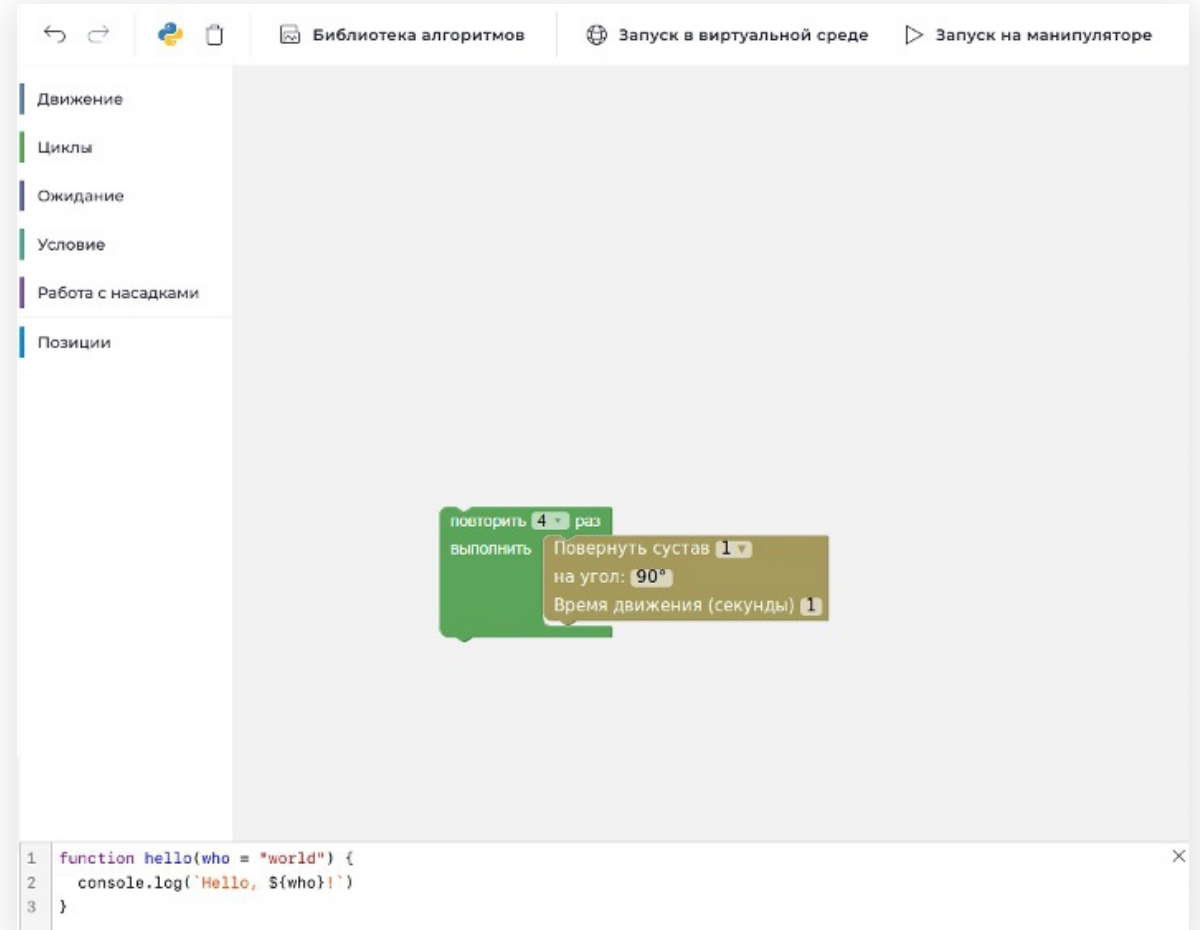 Библиотека алгоритмов
Запуск в виртуальной среде
Запуск на манипуляторе
Движение
Циклы
Ожидание
Условие
Работа с насадками
Позиции
повторить 4 раз
выполнить
Повернуть сустав 1
на угол: 90°
Время движения (секунды) 1
1 function hello(who = "world") {
2 console.log(`Hello, ${who}!`)
3 }